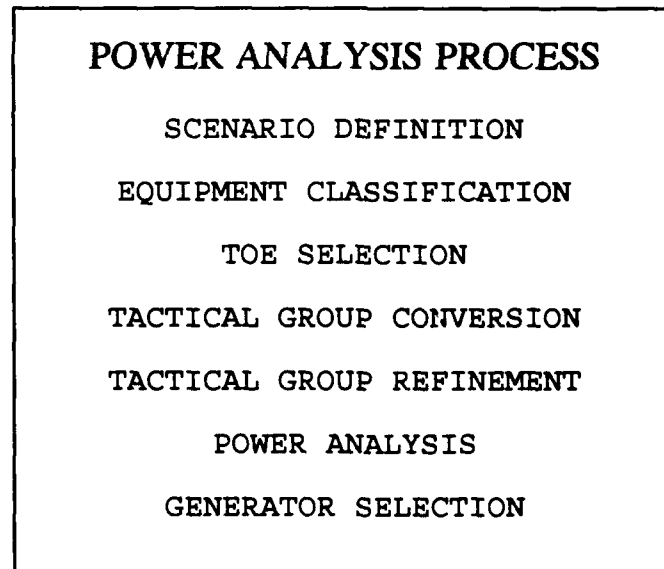 POWER ANALYSIS PROCESS
SCENARIO DEFINITION
EQUIPMENT CLASSIFICATION
TOE SELECTION
TACTICAL GROUP CONVERSION
TACTICAL GROUP REFINEMENT
POWER ANALYSIS
GENERATOR SELECTION